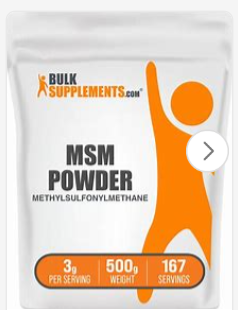 BULK
SUPPLEMENTS.COM®
MSM
POWDER
METHYLSULFONYLMETHANE
3g
PER SERVING
500g
WEIGHT
167
SERVINGS